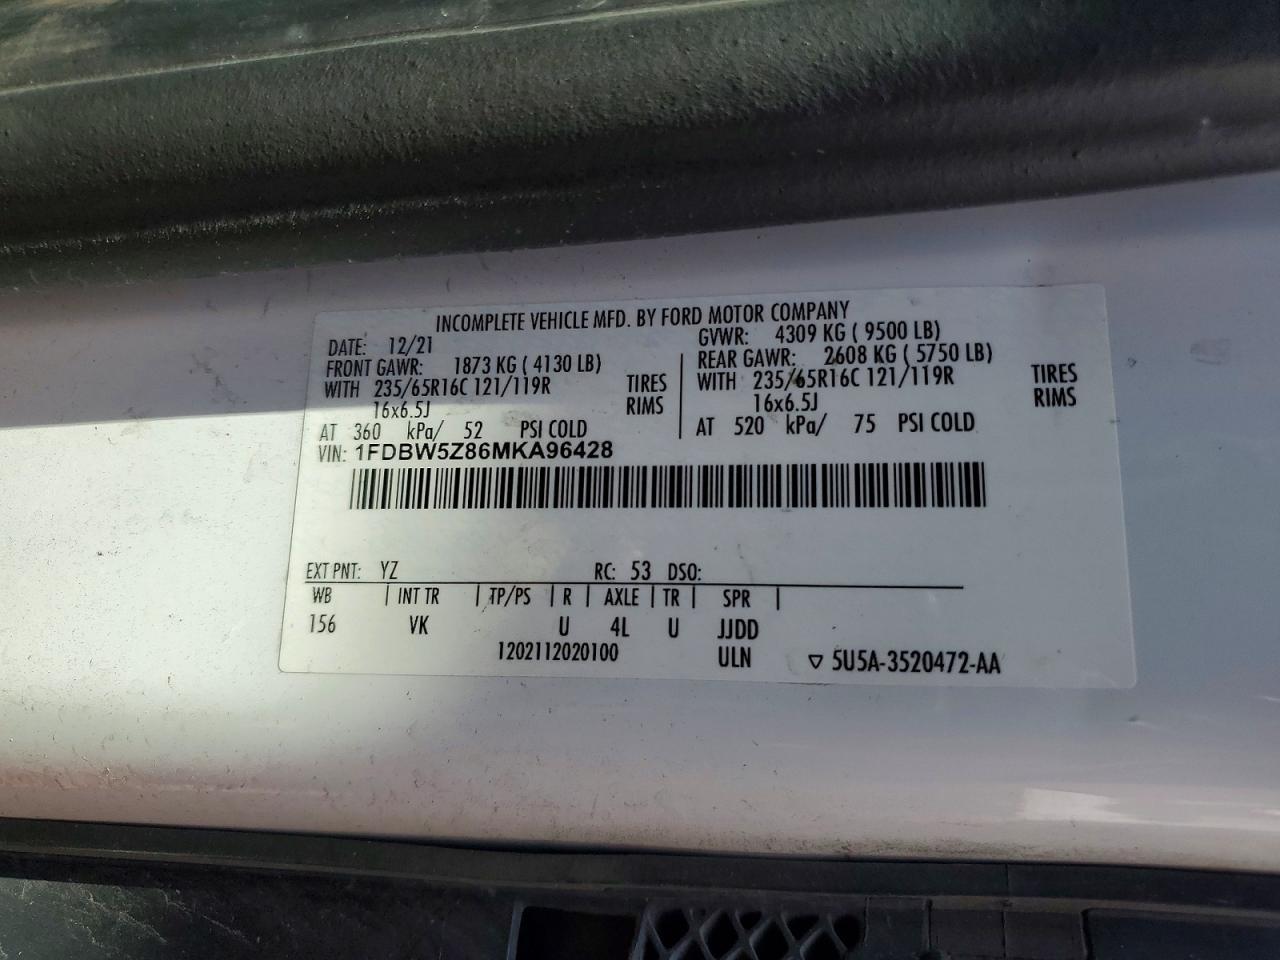 INCOMPLETE VEHICLE MFD. BY FORD MOTOR COMPANY
DATE: 12/21 GVWR: 4309 KG ( 9500 LB)
FRONT GAWR: 1873 KG ( 4130 LB) REAR GAWR: 2608 KG ( 5750 LB)
WITH 235/65R16C 121/119R TIRES WITH 235/65R16C 121/119R TIRES
16x6.5J RIMS 16x6.5J RIMS
AT 360 kPa/ 52 PSI COLD AT 520 kPa/ 75 PSI COLD
VIN: 1FDBW5Z86MKA96428
EXT PNT: YZ RC: 53 DSO:
WB | INT TR | TP/PS | R | AXLE | TR | SPR |
156 VK U 4L U JJDD
1202112020100 ULN ▽ 5U5A-3520472-AA